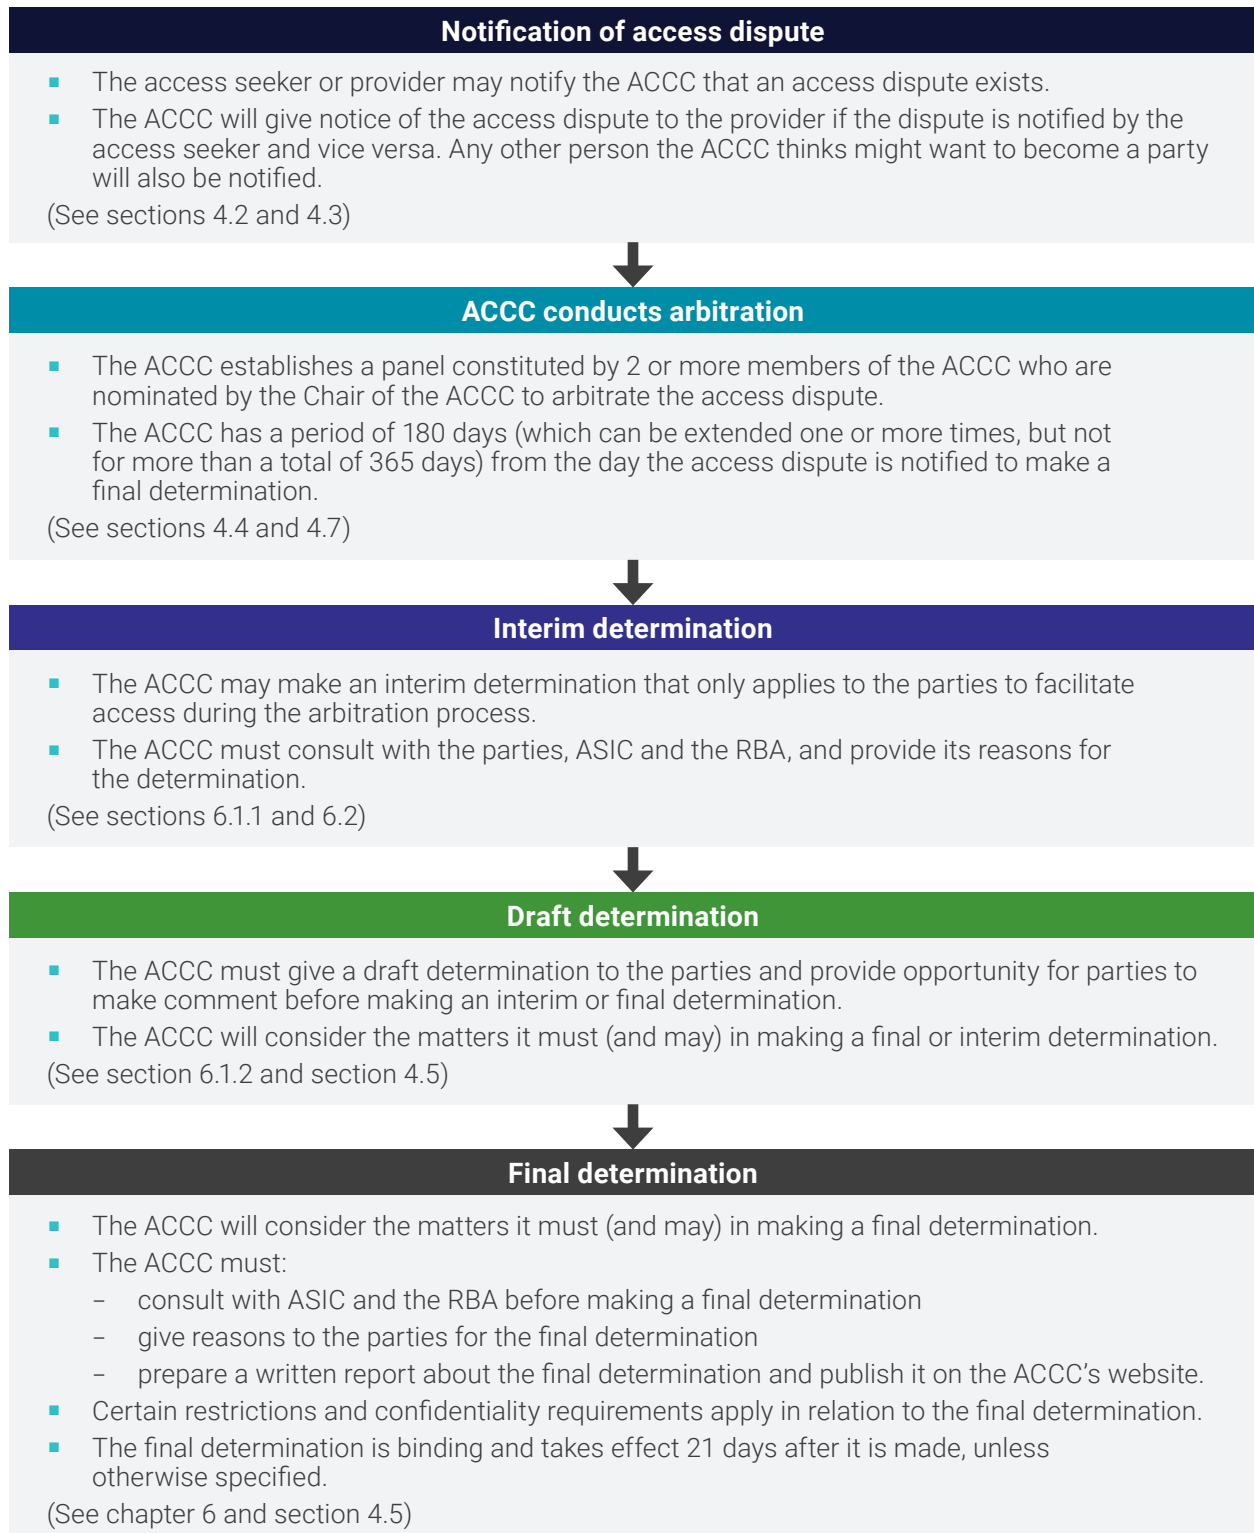 Notification of access dispute
▪ The access seeker or provider may notify the ACCC that an access dispute exists.
▪ The ACCC will give notice of the access dispute to the provider if the dispute is notified by the
access seeker and vice versa. Any other person the ACCC thinks might want to become a party
will also be notified.
(See sections 4.2 and 4.3)
ACCC conducts arbitration
▪ The ACCC establishes a panel constituted by 2 or more members of the ACCC who are
nominated by the Chair of the ACCC to arbitrate the access dispute.
▪ The ACCC has a period of 180 days (which can be extended one or more times, but not
for more than a total of 365 days) from the day the access dispute is notified to make a
final determination.
(See sections 4.4 and 4.7)
Interim determination
▪ The ACCC may make an interim determination that only applies to the parties to facilitate
access during the arbitration process.
▪ The ACCC must consult with the parties, ASIC and the RBA, and provide its reasons for
the determination.
(See sections 6.1.1 and 6.2)
Draft determination
▪ The ACCC must give a draft determination to the parties and provide opportunity for parties to
make comment before making an interim or final determination.
▪ The ACCC will consider the matters it must (and may) in making a final or interim determination.
(See section 6.1.2 and section 4.5)
Final determination
▪ The ACCC will consider the matters it must (and may) in making a final determination.
▪ The ACCC must:
– consult with ASIC and the RBA before making a final determination
– give reasons to the parties for the final determination
– prepare a written report about the final determination and publish it on the ACCC's website.
▪ Certain restrictions and confidentiality requirements apply in relation to the final determination.
▪ The final determination is binding and takes effect 21 days after it is made, unless
otherwise specified.
(See chapter 6 and section 4.5)